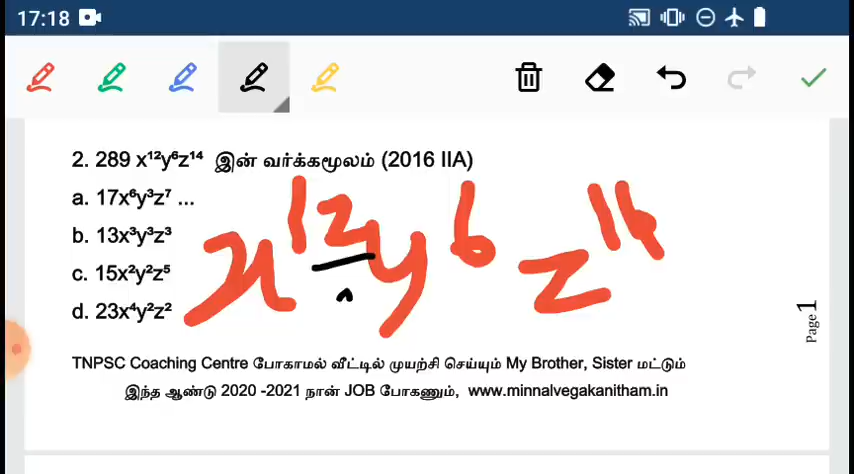 17:18
2. 289 x¹²y⁶z¹⁴ இன் வர்க்கமூலம் (2016 IIA)
a. 17x⁶y³z⁷ ...
b. 13x³y³z³
c. 15x²y²z⁵
d. 23x⁴y²z²
x¹²y⁶z¹⁴
TNPSC Coaching Centre போகாமல் வீட்டில் முயற்சி செய்யும் My Brother, Sister மட்டும்
இந்த ஆண்டு 2020 -2021 நான் JOB போகணும், www.minnalvegakanitham.in
Page 1